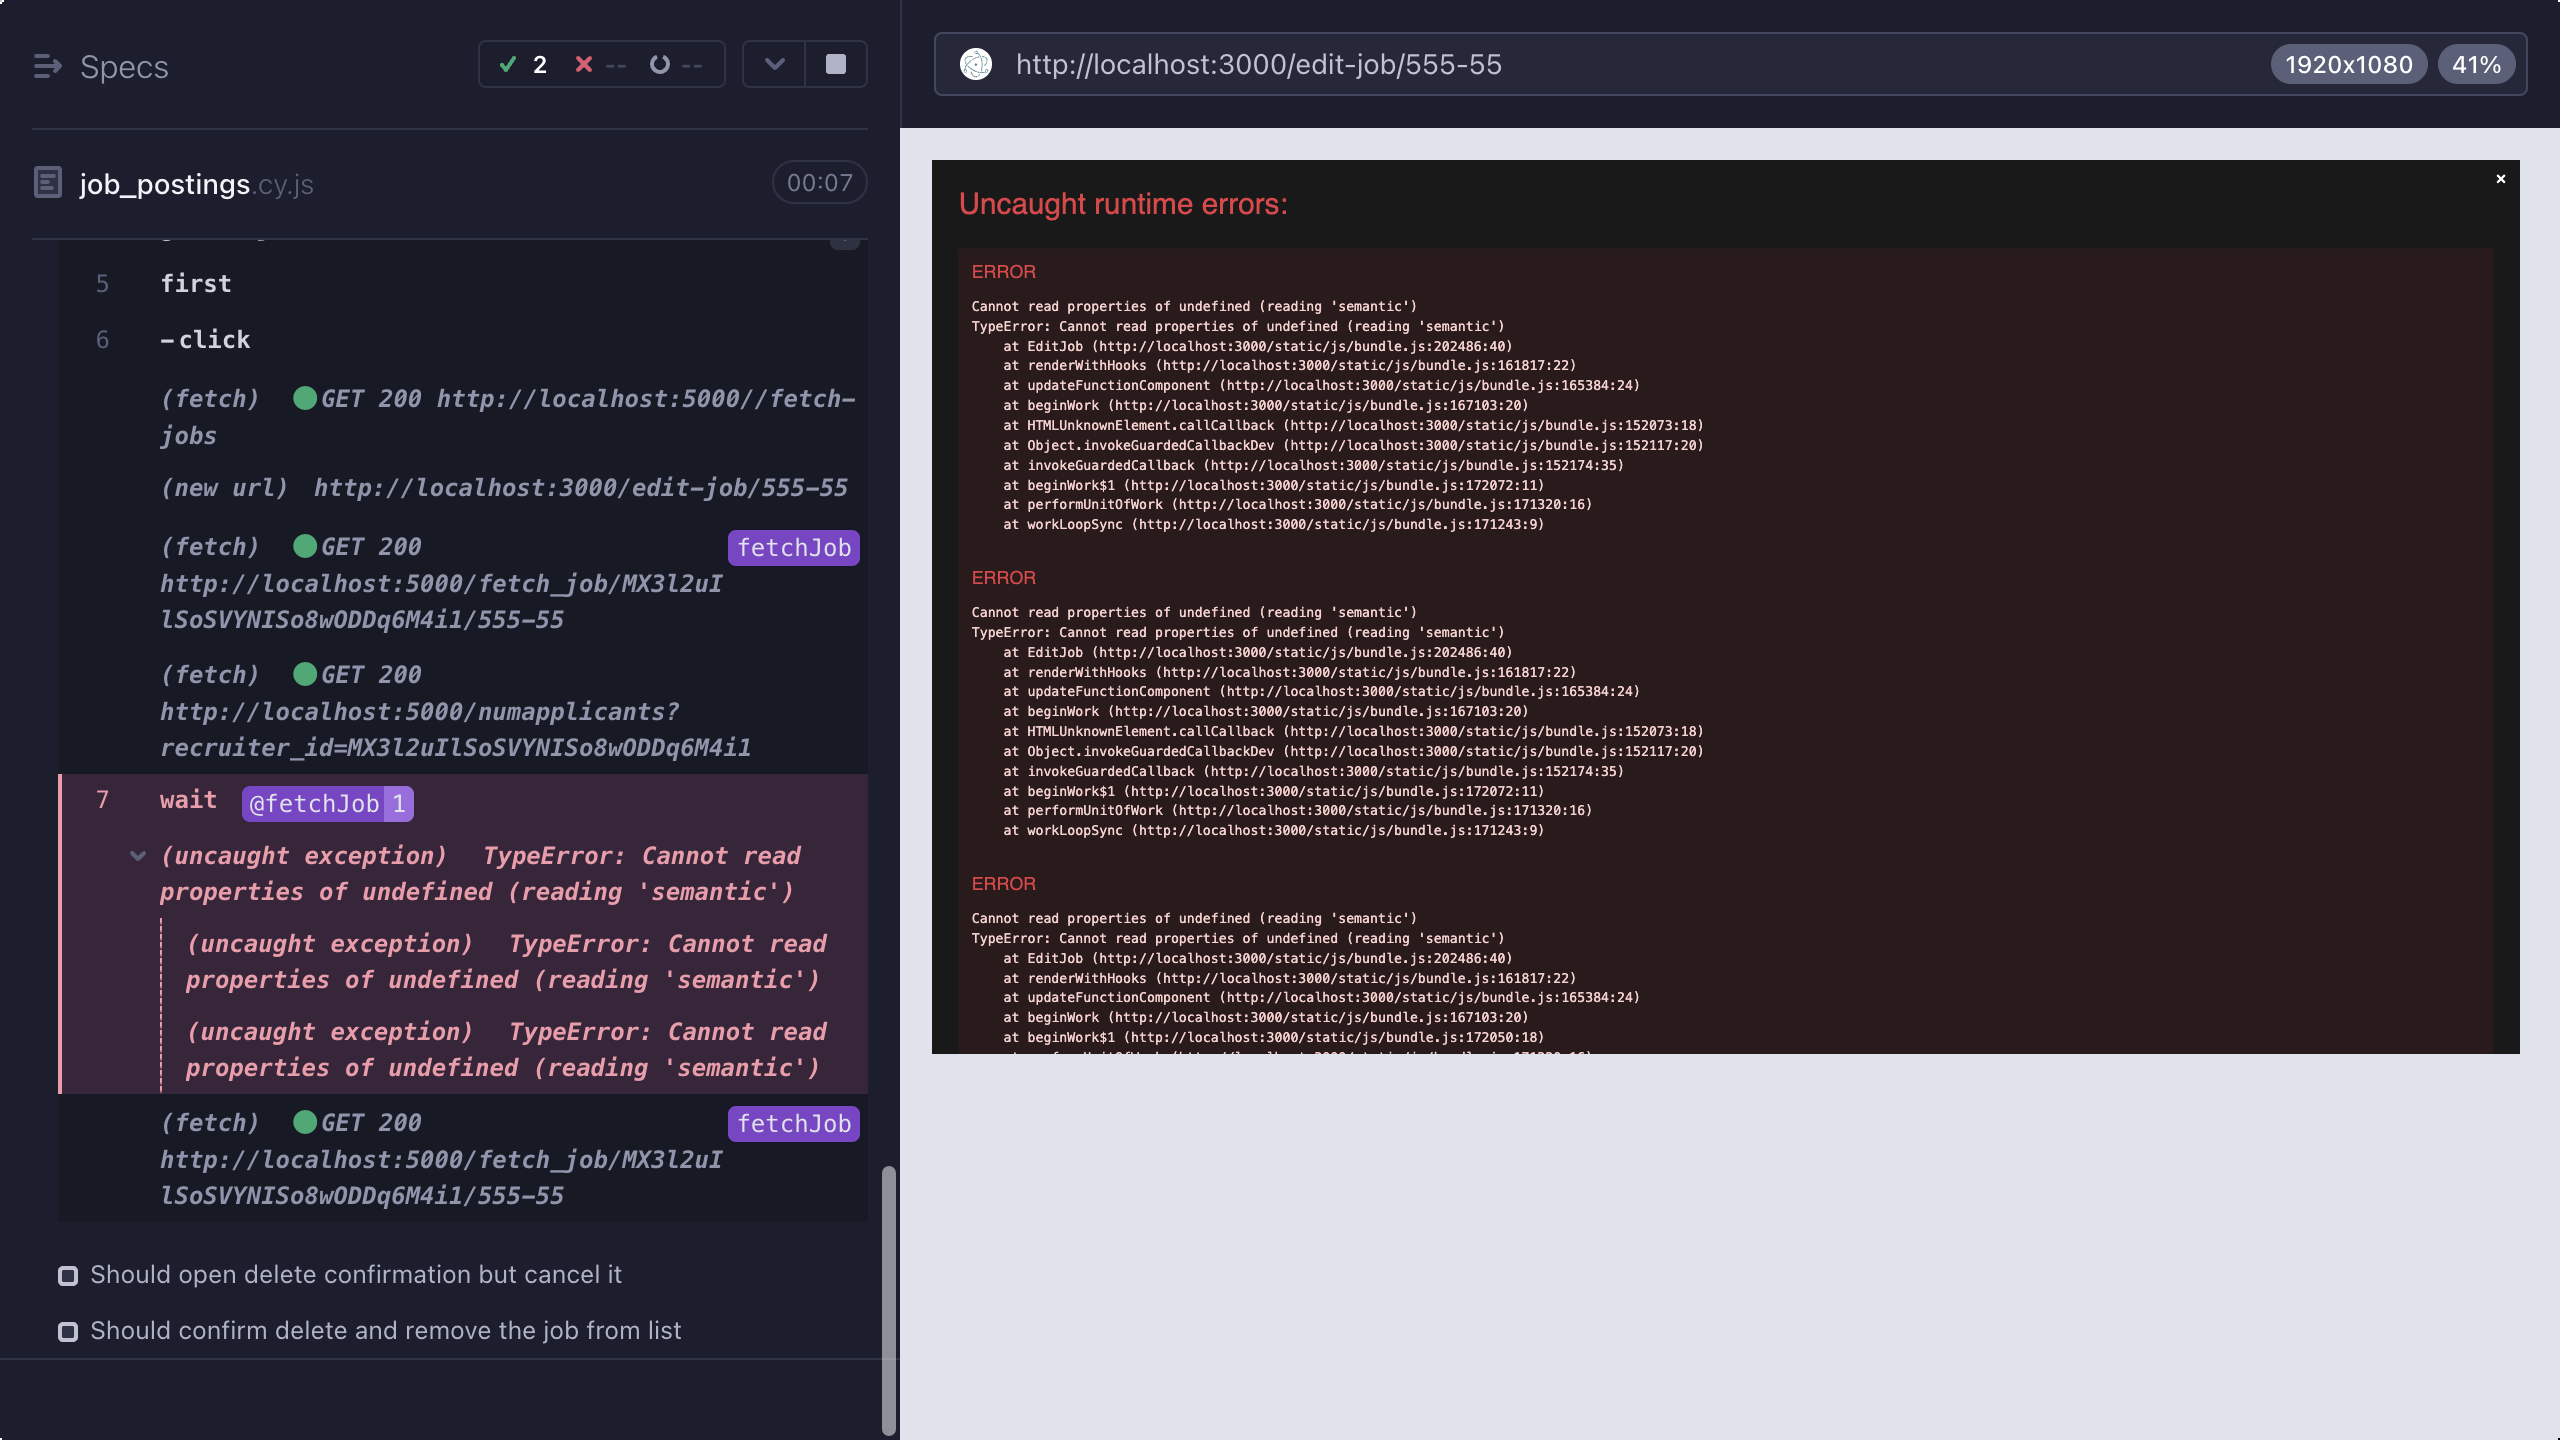 Specs
2 -- --
job_postings.cy.js
00:07
5 first
6 -click
(fetch) GET 200 http://localhost:5000//fetch-
jobs
(new url) http://localhost:3000/edit-job/555-55
(fetch) GET 200 fetchJob
http://localhost:5000/fetch_job/MX3l2uI
lSoSVYNISo8wODDq6M4i1/555-55
(fetch) GET 200
http://localhost:5000/numapplicants?
recruiter_id=MX3l2uIlSoSVYNISo8wODDq6M4i1
7 wait @fetchJob 1
(uncaught exception) TypeError: Cannot read
properties of undefined (reading 'semantic')
(uncaught exception) TypeError: Cannot read
properties of undefined (reading 'semantic')
(uncaught exception) TypeError: Cannot read
properties of undefined (reading 'semantic')
(fetch) GET 200 fetchJob
http://localhost:5000/fetch_job/MX3l2uI
lSoSVYNISo8wODDq6M4i1/555-55
Should open delete confirmation but cancel it
Should confirm delete and remove the job from list
http://localhost:3000/edit-job/555-55
1920x1080 41%
×
Uncaught runtime errors:
ERROR
Cannot read properties of undefined (reading 'semantic')
TypeError: Cannot read properties of undefined (reading 'semantic')
at EditJob (http://localhost:3000/static/js/bundle.js:202486:40)
at renderWithHooks (http://localhost:3000/static/js/bundle.js:161817:22)
at updateFunctionComponent (http://localhost:3000/static/js/bundle.js:165384:24)
at beginWork (http://localhost:3000/static/js/bundle.js:167103:20)
at HTMLUnknownElement.callCallback (http://localhost:3000/static/js/bundle.js:152073:18)
at Object.invokeGuardedCallbackDev (http://localhost:3000/static/js/bundle.js:152117:20)
at invokeGuardedCallback (http://localhost:3000/static/js/bundle.js:152174:35)
at beginWork$1 (http://localhost:3000/static/js/bundle.js:172072:11)
at performUnitOfWork (http://localhost:3000/static/js/bundle.js:171320:16)
at workLoopSync (http://localhost:3000/static/js/bundle.js:171243:9)
ERROR
Cannot read properties of undefined (reading 'semantic')
TypeError: Cannot read properties of undefined (reading 'semantic')
at EditJob (http://localhost:3000/static/js/bundle.js:202486:40)
at renderWithHooks (http://localhost:3000/static/js/bundle.js:161817:22)
at updateFunctionComponent (http://localhost:3000/static/js/bundle.js:165384:24)
at beginWork (http://localhost:3000/static/js/bundle.js:167103:20)
at HTMLUnknownElement.callCallback (http://localhost:3000/static/js/bundle.js:152073:18)
at Object.invokeGuardedCallbackDev (http://localhost:3000/static/js/bundle.js:152117:20)
at invokeGuardedCallback (http://localhost:3000/static/js/bundle.js:152174:35)
at beginWork$1 (http://localhost:3000/static/js/bundle.js:172072:11)
at performUnitOfWork (http://localhost:3000/static/js/bundle.js:171320:16)
at workLoopSync (http://localhost:3000/static/js/bundle.js:171243:9)
ERROR
Cannot read properties of undefined (reading 'semantic')
TypeError: Cannot read properties of undefined (reading 'semantic')
at EditJob (http://localhost:3000/static/js/bundle.js:202486:40)
at renderWithHooks (http://localhost:3000/static/js/bundle.js:161817:22)
at updateFunctionComponent (http://localhost:3000/static/js/bundle.js:165384:24)
at beginWork (http://localhost:3000/static/js/bundle.js:167103:20)
at beginWork$1 (http://localhost:3000/static/js/bundle.js:172050:18)